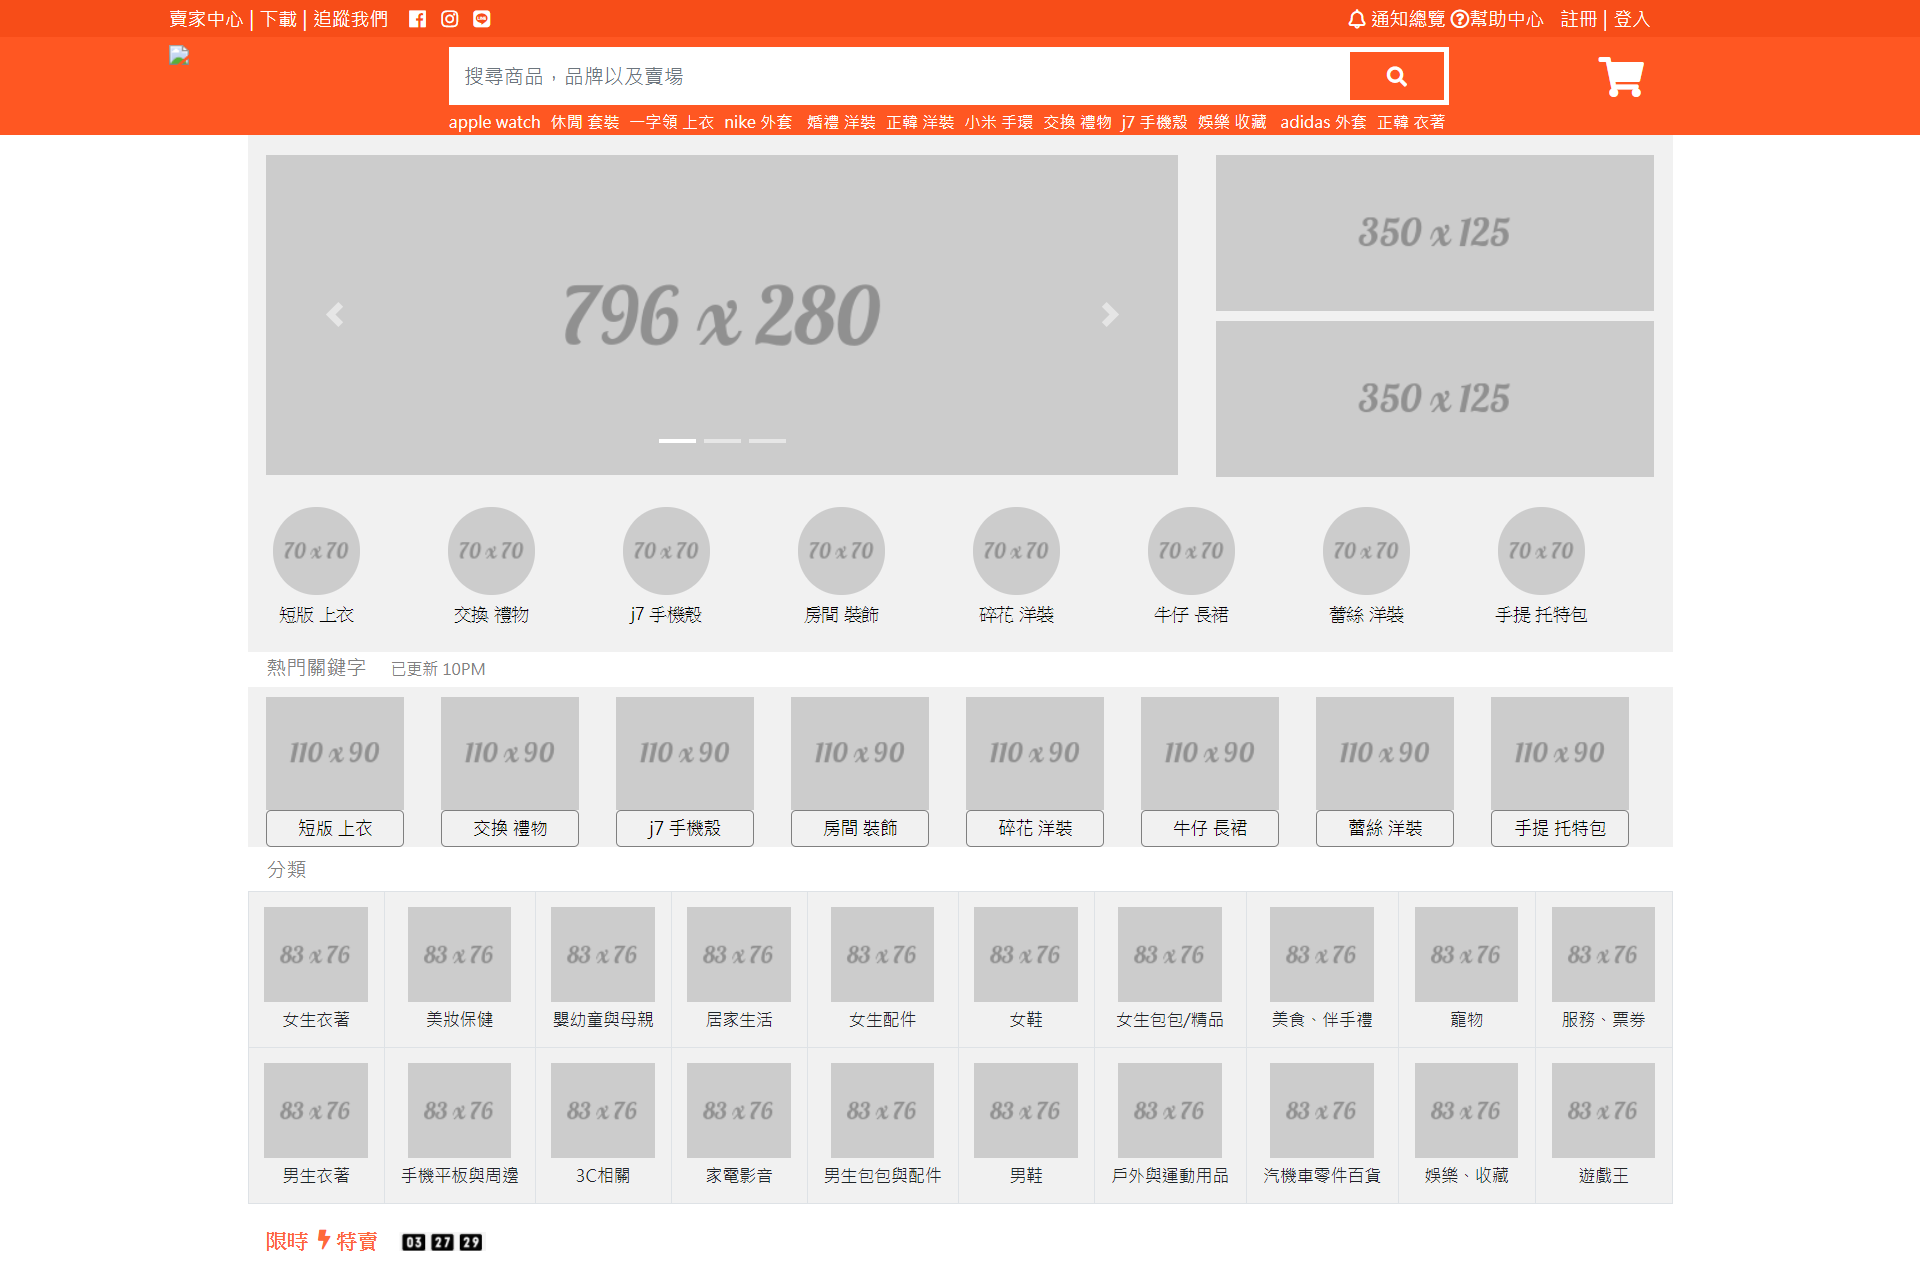 賣家中心 | 下載 | 追蹤我們
通知總覽 幫助中心 註冊 | 登入
搜尋商品，品牌以及賣場
apple watch 休閒 套裝 一字領 上衣 nike 外套 婚禮 洋裝 正韓 洋裝 小米 手環 交換 禮物 j7 手機殼 娛樂 收藏 adidas 外套 正韓 衣著
796 x 280
350 x 125
350 x 125
70 x 70 70 x 70 70 x 70 70 x 70 70 x 70 70 x 70 70 x 70 70 x 70
短版 上衣 交換 禮物 j7 手機殼 房間 裝飾 碎花 洋裝 牛仔 長裙 蕾絲 洋裝 手提 托特包
熱門關鍵字 已更新 10PM
110 x 90 110 x 90 110 x 90 110 x 90 110 x 90 110 x 90 110 x 90 110 x 90
短版 上衣 交換 禮物 j7 手機殼 房間 裝飾 碎花 洋裝 牛仔 長裙 蕾絲 洋裝 手提 托特包
分類
83 x 76 83 x 76 83 x 76 83 x 76 83 x 76 83 x 76 83 x 76 83 x 76 83 x 76 83 x 76
女生衣著 美妝保健 嬰幼童與母親 居家生活 女生配件 女鞋 女生包包/精品 美食、伴手禮 寵物 服務、票券
83 x 76 83 x 76 83 x 76 83 x 76 83 x 76 83 x 76 83 x 76 83 x 76 83 x 76 83 x 76
男生衣著 手機平板與周邊 3C相關 家電影音 男生包包與配件 男鞋 戶外與運動用品 汽機車零件百貨 娛樂、收藏 遊戲王
限時 特賣 03 27 29